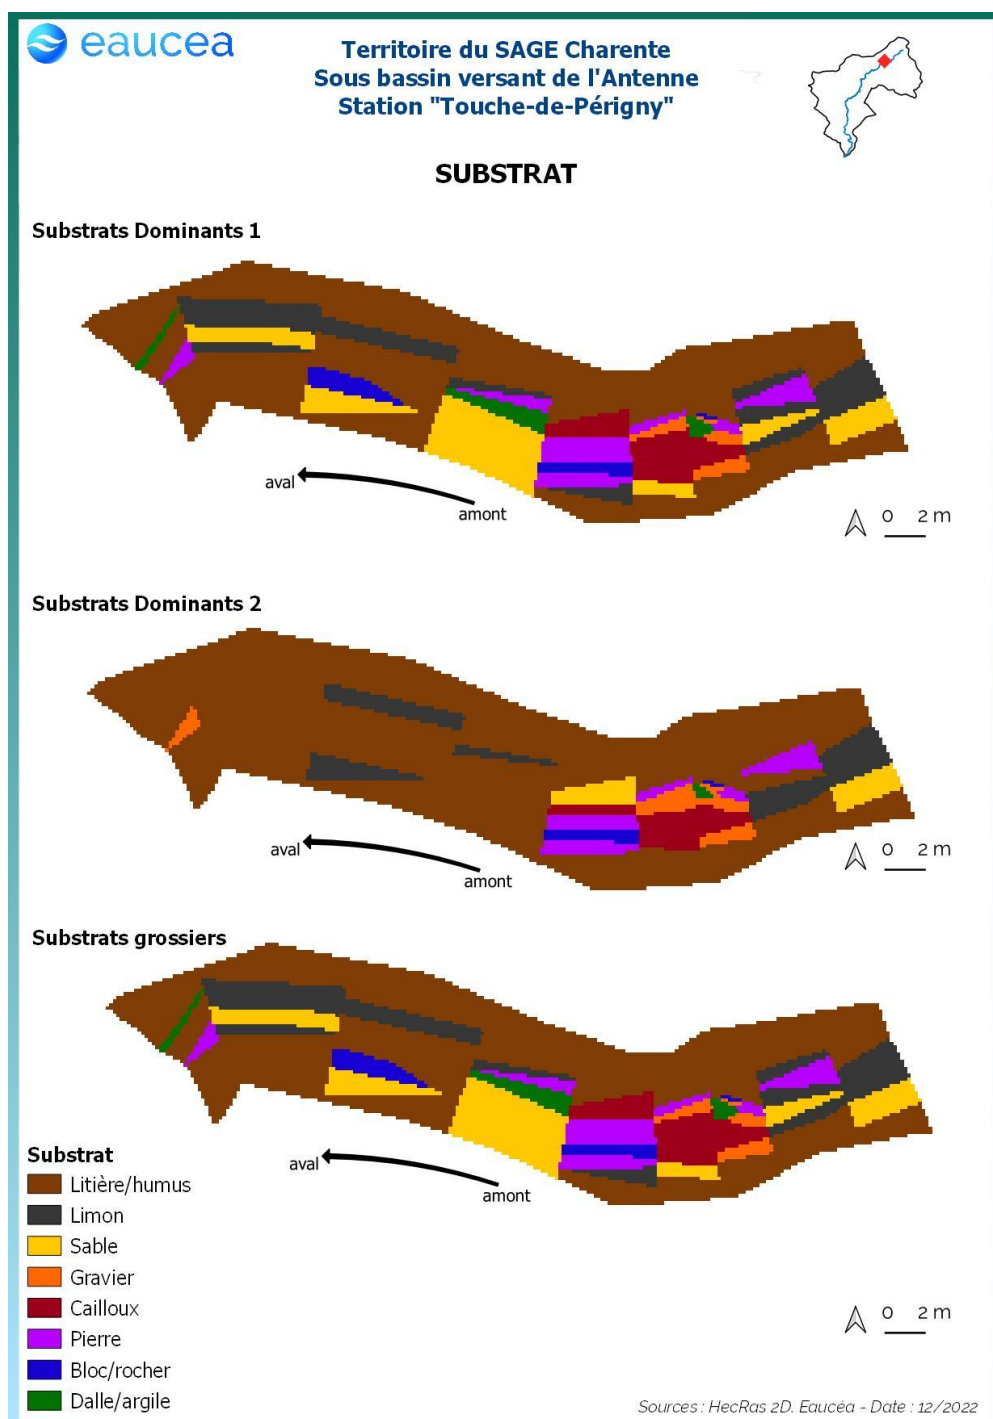 eaucea
Territoire du SAGE Charente
Sous bassin versant de l'Antenne
Station "Touche-de-Périgny"
SUBSTRAT
Substrats Dominants 1
aval
amont
0 2 m
Substrats Dominants 2
aval
amont
0 2 m
Substrats grossiers
aval
amont
Substrat
Litière/humus
Limon
Sable
Gravier
Cailloux
Pierre
Bloc/rocher
Dalle/argile
0 2 m
Sources : HecRas 2D. Eaucéa - Date : 12/2022